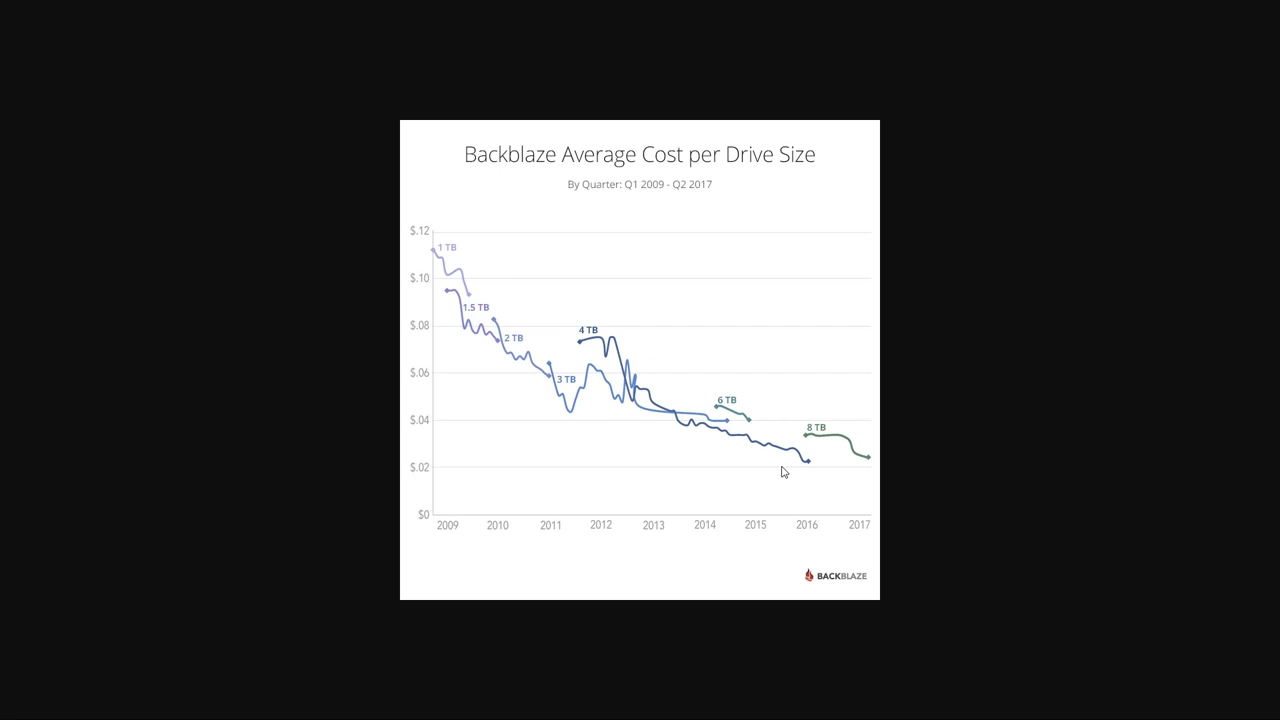 Backblaze Average Cost per Drive Size
By Quarter: Q1 2009 - Q2 2017
$.12
1 TB
$.10
1.5 TB
$.08
2 TB
4 TB
$.06
3 TB
6 TB
$.04
8 TB
$.02
$0
2009 2010 2011 2012 2013 2014 2015 2016 2017
BACKBLAZE